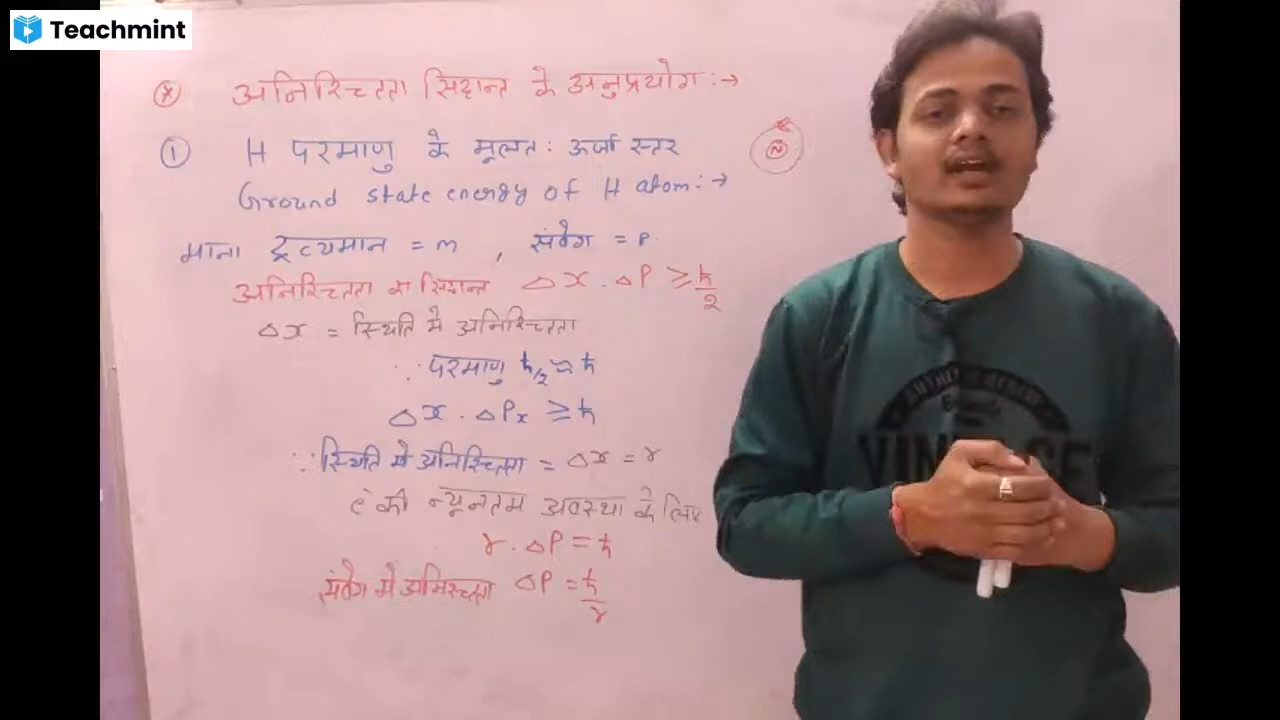 Teachmint
* अनिश्चितता सिद्धान्त के अनुप्रयोग :→
① H परमाणु के मूलतः ऊर्जा स्तर
Ground state energy of H atom :→
N
माना द्रव्यमान = m , संवेग = P
अनिश्चितता का सिद्धान्त Δx . ΔP ≥ ħ/2
Δx = स्थिति में अनिश्चितता
∵ परमाणु ħ/2 ≈ ħ
Δx . ΔPx ≥ ħ
∵ स्थिति में अनिश्चितता = Δx = r
e⁻ की न्यूनतम अवस्था के लिए
r . ΔP = ħ
संवेग में अनिश्चितता ΔP = ħ/r
VINTAGE